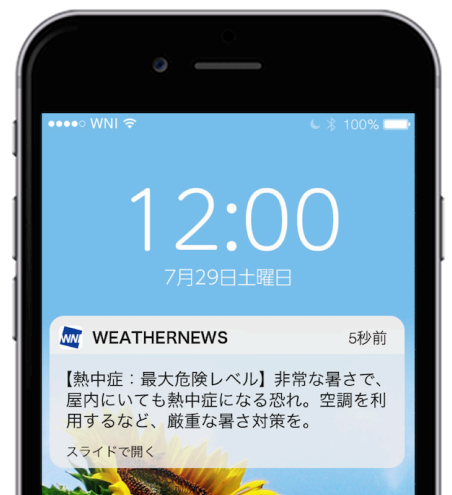 WNI 100%
12:00
7月29日土曜日
WNI WEATHERNEWS 5秒前
【熱中症：最大危険レベル】非常な暑さで、
屋内にいても熱中症になる恐れ。空調を利
用するなど、厳重な暑さ対策を。
スライドで開く